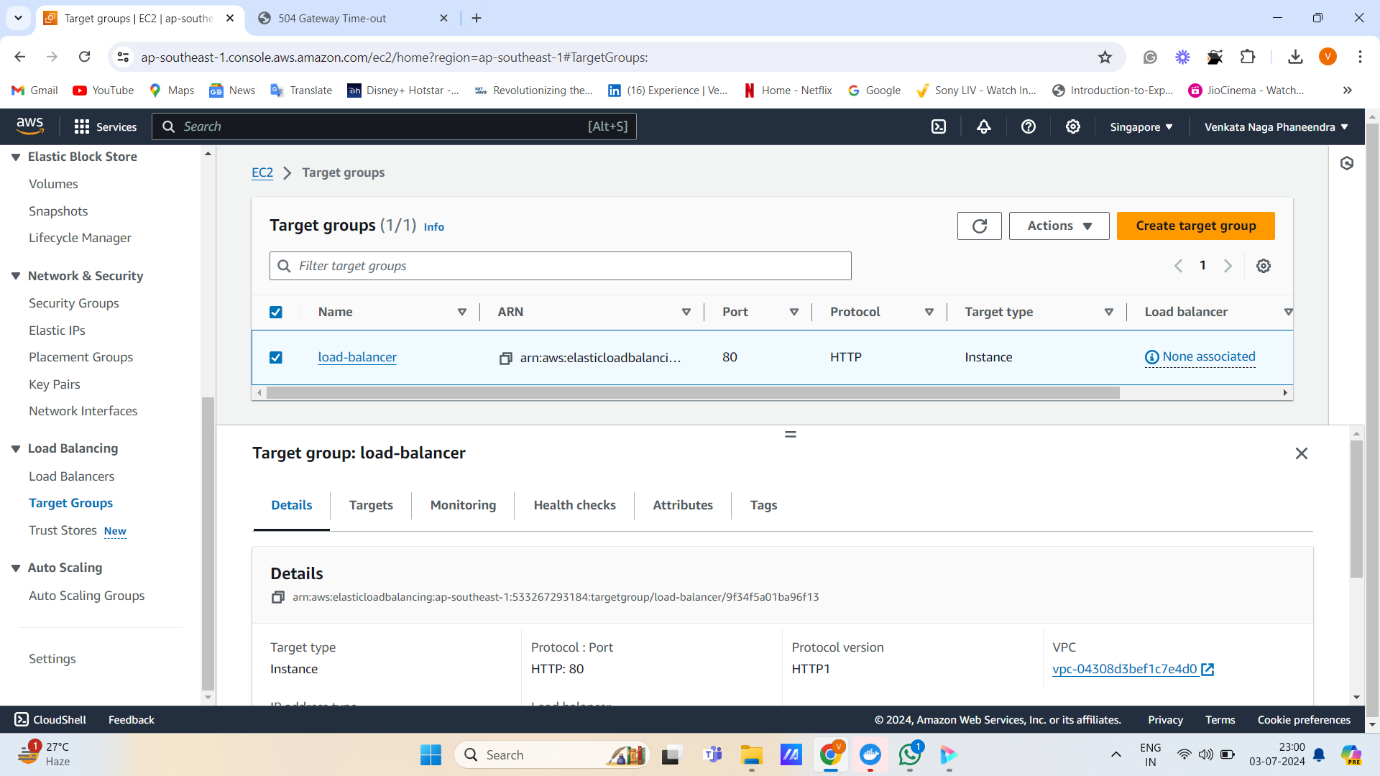 Target groups | EC2 | ap-southe
504 Gateway Time-out
ap-southeast-1.console.aws.amazon.com/ec2/home?region=ap-southeast-1#TargetGroups:
V
Gmail
YouTube
Maps
News
Translate
Disney+ Hotstar -...
Revolutionizing the...
(16) Experience | Ve...
Home - Netflix
Google
Sony LIV - Watch In...
Introduction-to-Exp...
JioCinema - Watch...
aws
Services
Search
[Alt+S]
Singapore
Venkata Naga Phaneendra
Elastic Block Store
Volumes
Snapshots
Lifecycle Manager
Network & Security
Security Groups
Elastic IPs
Placement Groups
Key Pairs
Network Interfaces
Load Balancing
Load Balancers
Target Groups
Trust Stores New
Auto Scaling
Auto Scaling Groups
Settings
EC2 > Target groups
Target groups (1/1) Info
Actions
Create target group
Filter target groups
1
Name
ARN
Port
Protocol
Target type
Load balancer
load-balancer
arn:aws:elasticloadbalanci...
80
HTTP
Instance
None associated
Target group: load-balancer
Details
Targets
Monitoring
Health checks
Attributes
Tags
Details
arn:aws:elasticloadbalancing:ap-southeast-1:533267293184:targetgroup/load-balancer/9f34f5a01ba96f13
Target type
Instance
Protocol : Port
HTTP: 80
Protocol version
HTTP1
VPC
vpc-04308d3bef1c7e4d0
IP address type
Load balancer
CloudShell
Feedback
© 2024, Amazon Web Services, Inc. or its affiliates.
Privacy
Terms
Cookie preferences
1
27°C
Haze
Search
V
1
ENG
IN
23:00
03-07-2024
PRE